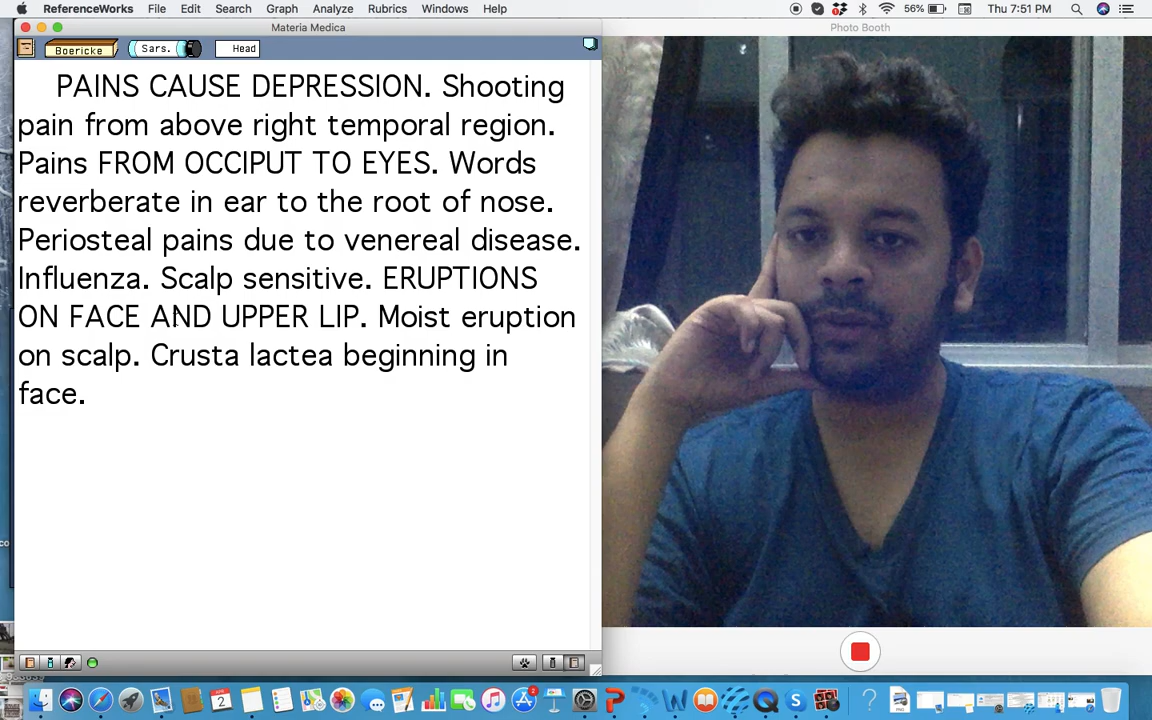 ReferenceWorks File Edit Search Graph Analyze Rubrics Windows Help 56% Thu 7:51 PM
Materia Medica
Photo Booth
Boericke Sars. Head
PAINS CAUSE DEPRESSION. Shooting
pain from above right temporal region.
Pains FROM OCCIPUT TO EYES. Words
reverberate in ear to the root of nose.
Periosteal pains due to venereal disease.
Influenza. Scalp sensitive. ERUPTIONS
ON FACE AND UPPER LIP. Moist eruption
on scalp. Crusta lactea beginning in
face.
2
2